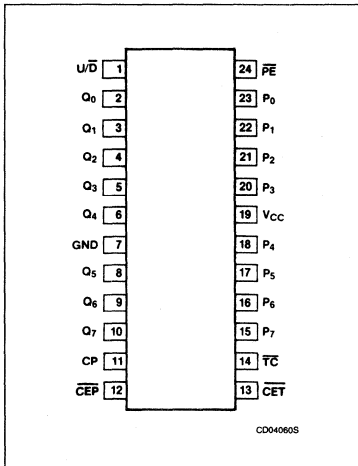 U/D̅ 1 24 P̅E̅
Q₀ 2 23 P₀
Q₁ 3 22 P₁
Q₂ 4 21 P₂
Q₃ 5 20 P₃
Q₄ 6 19 VCC
GND 7 18 P₄
Q₅ 8 17 P₅
Q₆ 9 16 P₆
Q₇ 10 15 P₇
CP 11 14 T̅C̅
C̅E̅P̅ 12 13 C̅E̅T̅
CD04060S